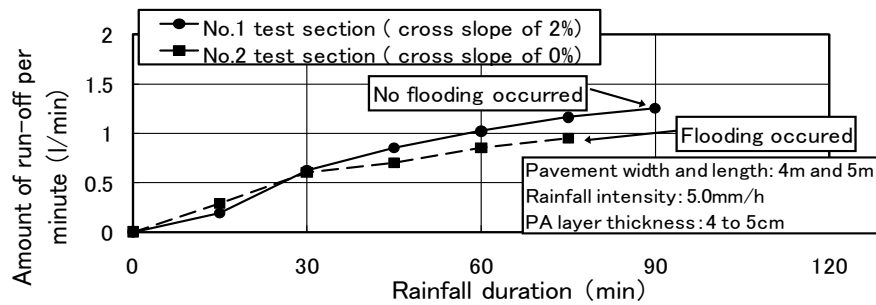 No.1 test section ( cross slope of 2%)
No.2 test section ( cross slope of 0%)
No flooding occurred
Flooding occured
Pavement width and length: 4m and 5m
Rainfall intensity: 5.0mm/h
PA layer thickness: 4 to 5cm
Amount of run-off per
minute (l/min)
2
1.5
1
0.5
0
0
30
60
90
120
Rainfall duration (min)